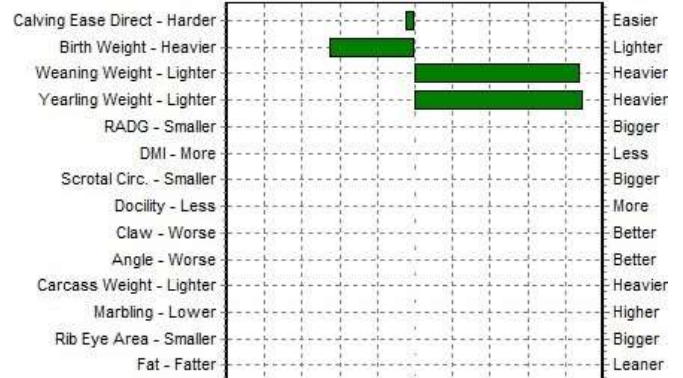 Calving Ease Direct - Harder Easier
Birth Weight - Heavier Lighter
Weaning Weight - Lighter Heavier
Yearling Weight - Lighter Heavier
RADG - Smaller Bigger
DMI - More Less
Scrotal Circ. - Smaller Bigger
Docility - Less More
Claw - Worse Better
Angle - Worse Better
Carcass Weight - Lighter Heavier
Marbling - Lower Higher
Rib Eye Area - Smaller Bigger
Fat - Fatter Leaner